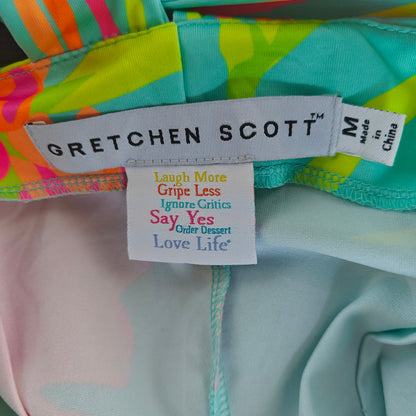 GRETCHEN SCOTT™
M
Made
in
China
Laugh More
Gripe Less
Ignore Critics
Say Yes
Order Dessert
Love Life®